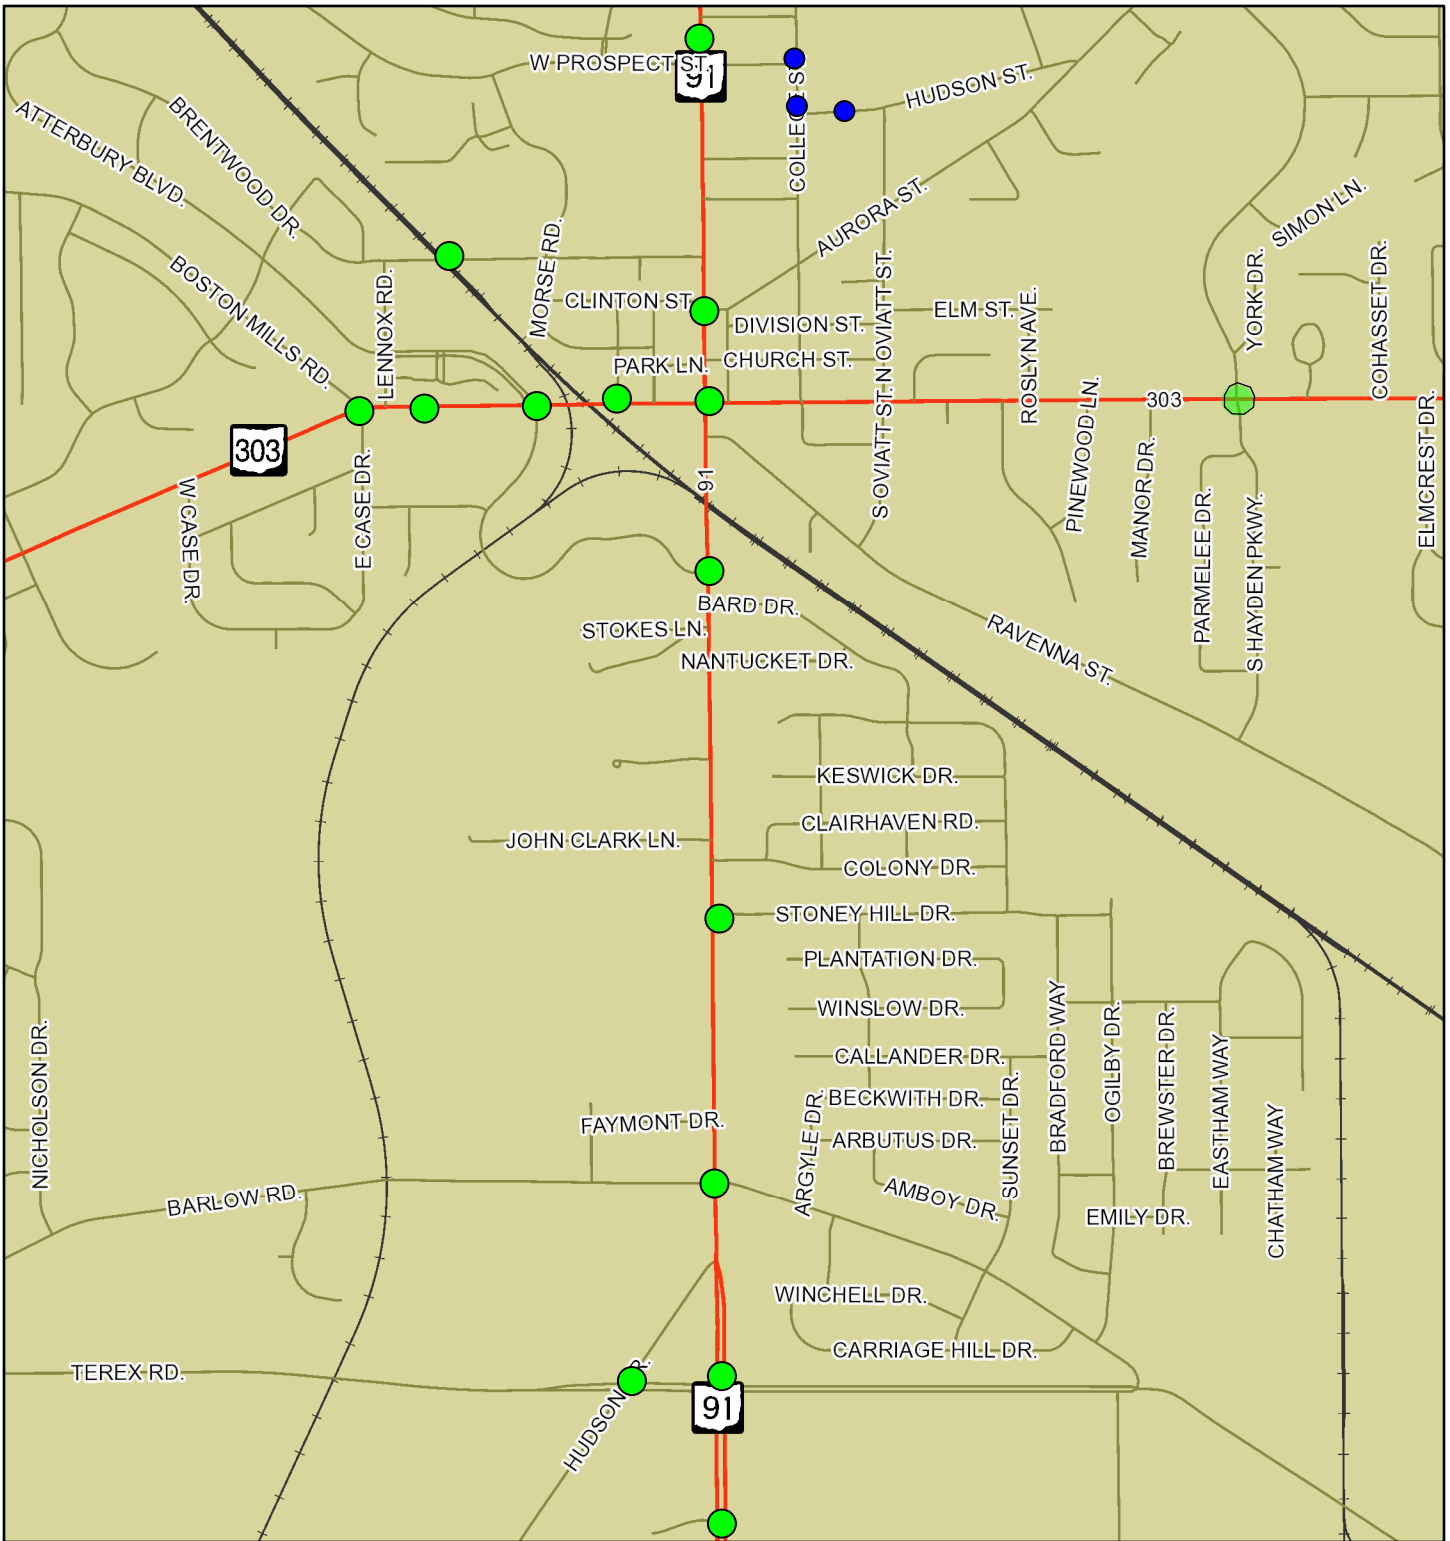 W PROSPECT ST.
91
COLLEGE ST
HUDSON ST.
ATTERBURY BLVD.
BRENTWOOD DR.
AURORA ST.
SIMON LN.
BOSTON MILLS RD.
LENNOX RD.
MORSE RD.
CLINTON ST
DIVISION ST.
N OVIATT ST.
ELM ST.
YORK DR.
COHASSET DR.
PARK LN.
CHURCH ST.
ROSLYN AVE.
PINEWOOD LN.
303
303
S OVIATT ST.
MANOR DR.
ELMCREST DR.
W CASE DR.
E CASE DR.
91
PARMELEE DR.
S HAYDEN PKWY.
BARD DR.
STOKES LN.
NANTUCKET DR.
RAVENNA ST.
KESWICK DR.
CLAIRHAVEN RD.
JOHN CLARK LN.
COLONY DR.
STONEY HILL DR.
PLANTATION DR.
WINSLOW DR.
NICHOLSON DR.
CALLANDER DR.
BRADFORD WAY
OGILBY DR.
BREWSTER DR.
EASTHAM WAY
CHATHAM WAY
BECKWITH DR.
FAYMONT DR.
ARGYLE DR.
ARBUTUS DR.
SUNSET DR.
BARLOW RD.
AMBOY DR.
EMILY DR.
WINCHELL DR.
CARRIAGE HILL DR.
TEREX RD.
HUDSON DR.
91